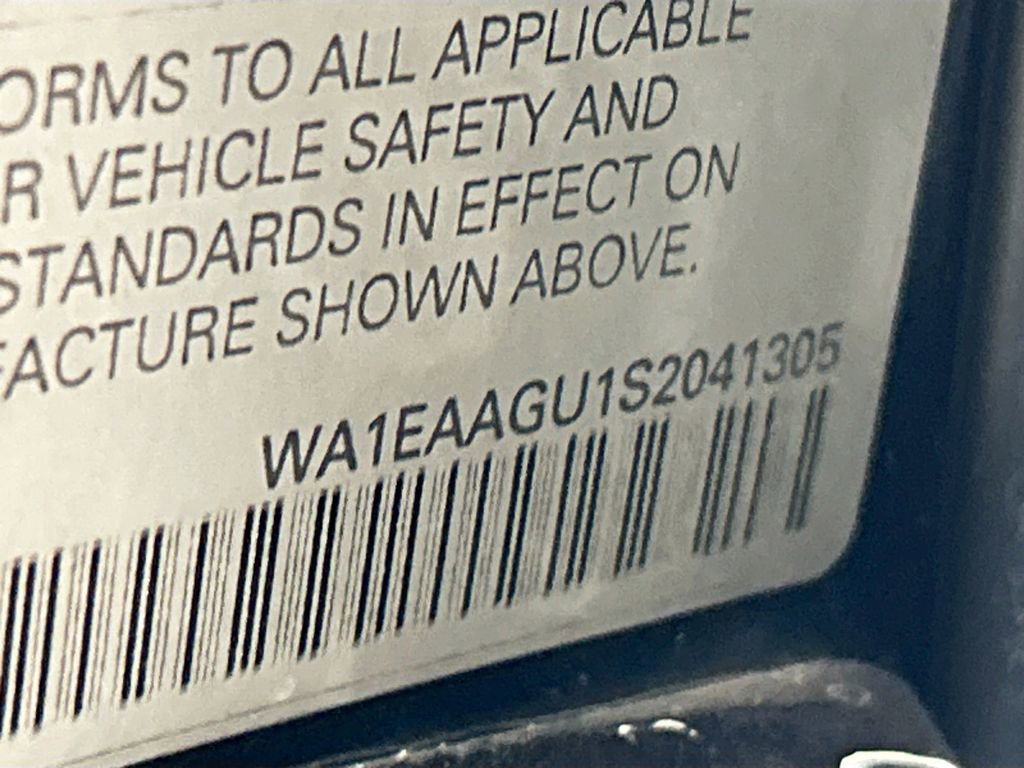 ORMS TO ALL APPLICABLE
R VEHICLE SAFETY AND
STANDARDS IN EFFECT ON
FACTURE SHOWN ABOVE.
WA1EAAGU1S2041305